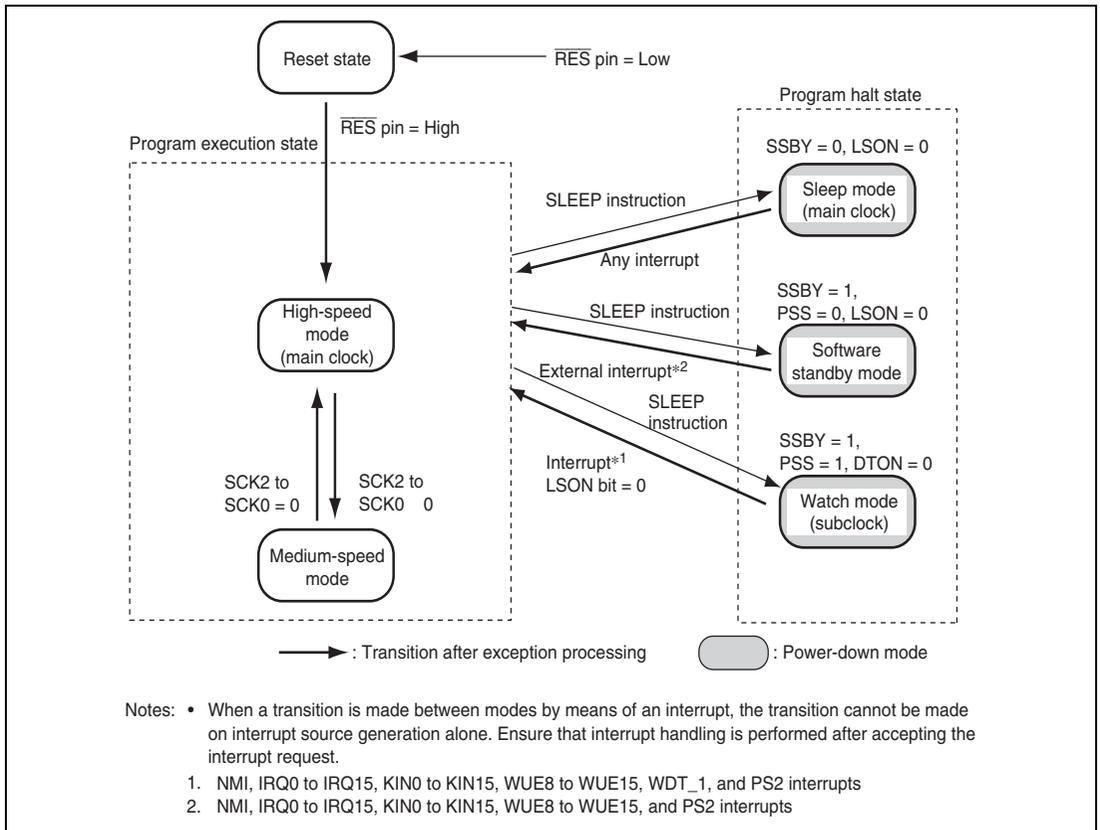 Reset state
RES pin = Low
Program halt state
RES pin = High
Program execution state
SSBY = 0, LSON = 0
Sleep mode
(main clock)
SLEEP instruction
Any interrupt
SSBY = 1,
PSS = 0, LSON = 0
High-speed
mode
(main clock)
SLEEP instruction
Software
standby mode
External interrupt*2
SLEEP
instruction
SSBY = 1,
PSS = 1, DTON = 0
Interrupt*1
LSON bit = 0
Watch mode
(subclock)
SCK2 to
SCK0 = 0
SCK2 to
SCK0 0
Medium-speed
mode
: Transition after exception processing
: Power-down mode
Notes: • When a transition is made between modes by means of an interrupt, the transition cannot be made
on interrupt source generation alone. Ensure that interrupt handling is performed after accepting the
interrupt request.
1. NMI, IRQ0 to IRQ15, KIN0 to KIN15, WUE8 to WUE15, WDT_1, and PS2 interrupts
2. NMI, IRQ0 to IRQ15, KIN0 to KIN15, WUE8 to WUE15, and PS2 interrupts